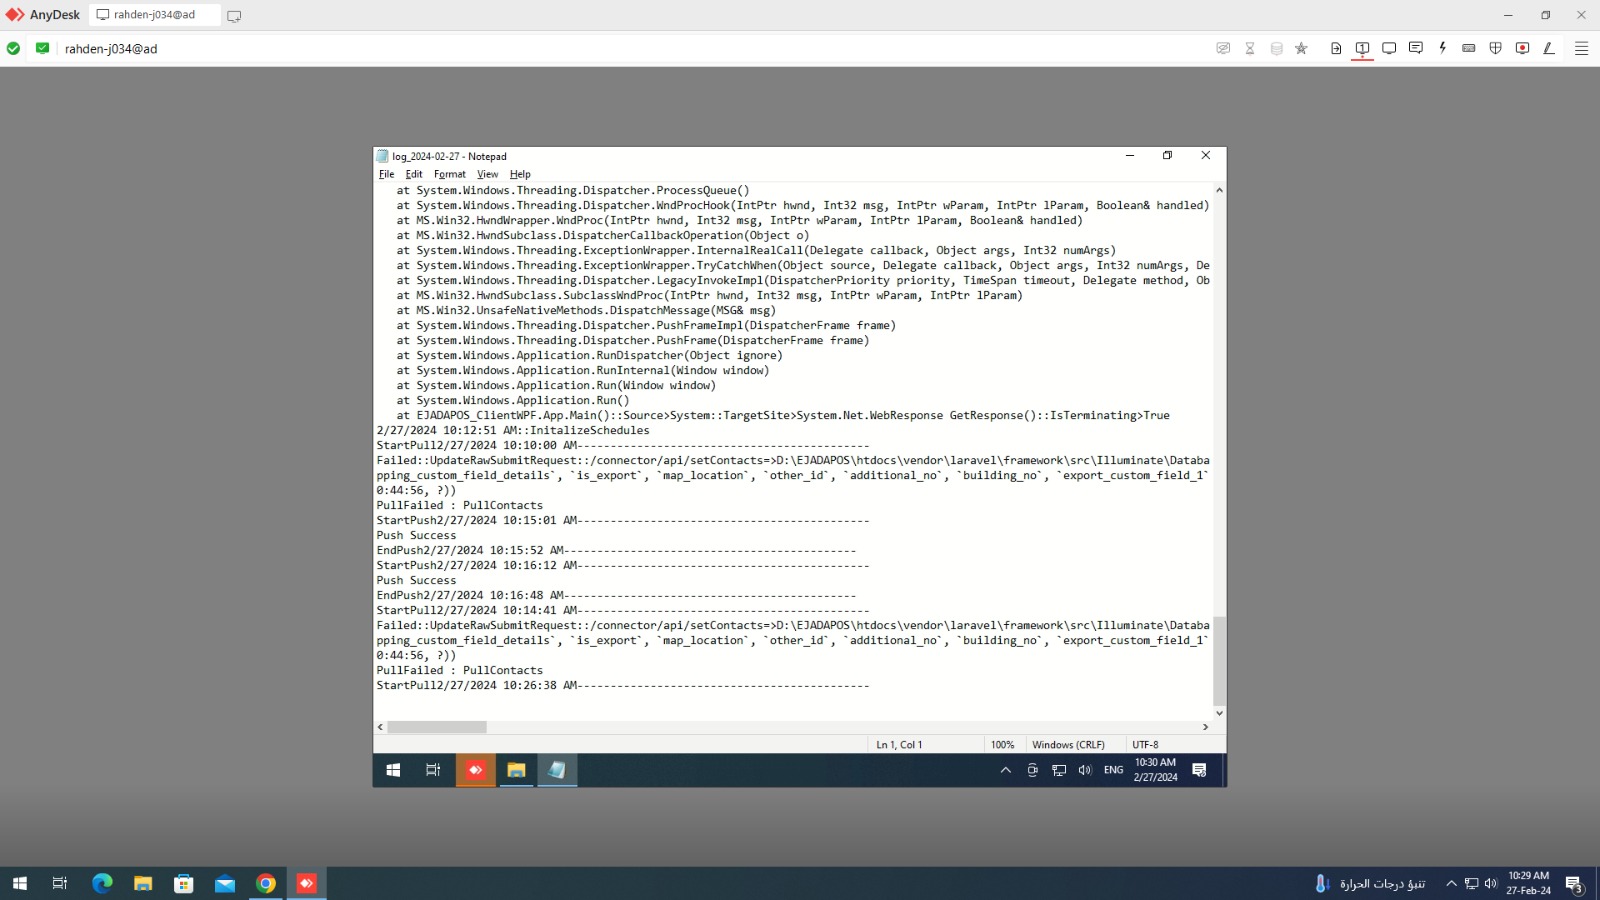 AnyDesk
rahden-j034@ad
rahden-j034@ad
log_2024-02-27 - Notepad
File Edit Format View Help
at System.Windows.Threading.Dispatcher.ProcessQueue()
at System.Windows.Threading.Dispatcher.WndProcHook(IntPtr hwnd, Int32 msg, IntPtr wParam, IntPtr lParam, Boolean& handled)
at MS.Win32.HwndWrapper.WndProc(IntPtr hwnd, Int32 msg, IntPtr wParam, IntPtr lParam, Boolean& handled)
at MS.Win32.HwndSubclass.DispatcherCallbackOperation(Object o)
at System.Windows.Threading.ExceptionWrapper.InternalRealCall(Delegate callback, Object args, Int32 numArgs)
at System.Windows.Threading.ExceptionWrapper.TryCatchWhen(Object source, Delegate callback, Object args, Int32 numArgs, De
at System.Windows.Threading.Dispatcher.LegacyInvokeImpl(DispatcherPriority priority, TimeSpan timeout, Delegate method, Ob
at MS.Win32.HwndSubclass.SubclassWndProc(IntPtr hwnd, Int32 msg, IntPtr wParam, IntPtr lParam)
at MS.Win32.UnsafeNativeMethods.DispatchMessage(MSG& msg)
at System.Windows.Threading.Dispatcher.PushFrameImpl(DispatcherFrame frame)
at System.Windows.Threading.Dispatcher.PushFrame(DispatcherFrame frame)
at System.Windows.Application.RunDispatcher(Object ignore)
at System.Windows.Application.RunInternal(Window window)
at System.Windows.Application.Run(Window window)
at System.Windows.Application.Run()
at EJADAPOS_ClientWPF.App.Main()::Source>System::TargetSite>System.Net.WebResponse GetResponse()::IsTerminating>True
2/27/2024 10:12:51 AM::InitalizeSchedules
StartPull2/27/2024 10:10:00 AM--------------------------------------------
Failed::UpdateRawSubmitRequest::/connector/api/setContacts=>D:\EJADAPOS\htdocs\vendor\laravel\framework\src\Illuminate\Databa
pping_custom_field_details`, `is_export`, `map_location`, `other_id`, `additional_no`, `building_no`, `export_custom_field_1`
0:44:56, ?))
PullFailed : PullContacts
StartPush2/27/2024 10:15:01 AM--------------------------------------------
Push Success
EndPush2/27/2024 10:15:52 AM--------------------------------------------
StartPush2/27/2024 10:16:12 AM--------------------------------------------
Push Success
EndPush2/27/2024 10:16:48 AM--------------------------------------------
StartPull2/27/2024 10:14:41 AM--------------------------------------------
Failed::UpdateRawSubmitRequest::/connector/api/setContacts=>D:\EJADAPOS\htdocs\vendor\laravel\framework\src\Illuminate\Databa
pping_custom_field_details`, `is_export`, `map_location`, `other_id`, `additional_no`, `building_no`, `export_custom_field_1`
0:44:56, ?))
PullFailed : PullContacts
StartPull2/27/2024 10:26:38 AM--------------------------------------------
Ln 1, Col 1 100% Windows (CRLF) UTF-8
ENG 10:30 AM
2/27/2024
تنبؤ درجات الحرارة
10:29 AM
27-Feb-24
3